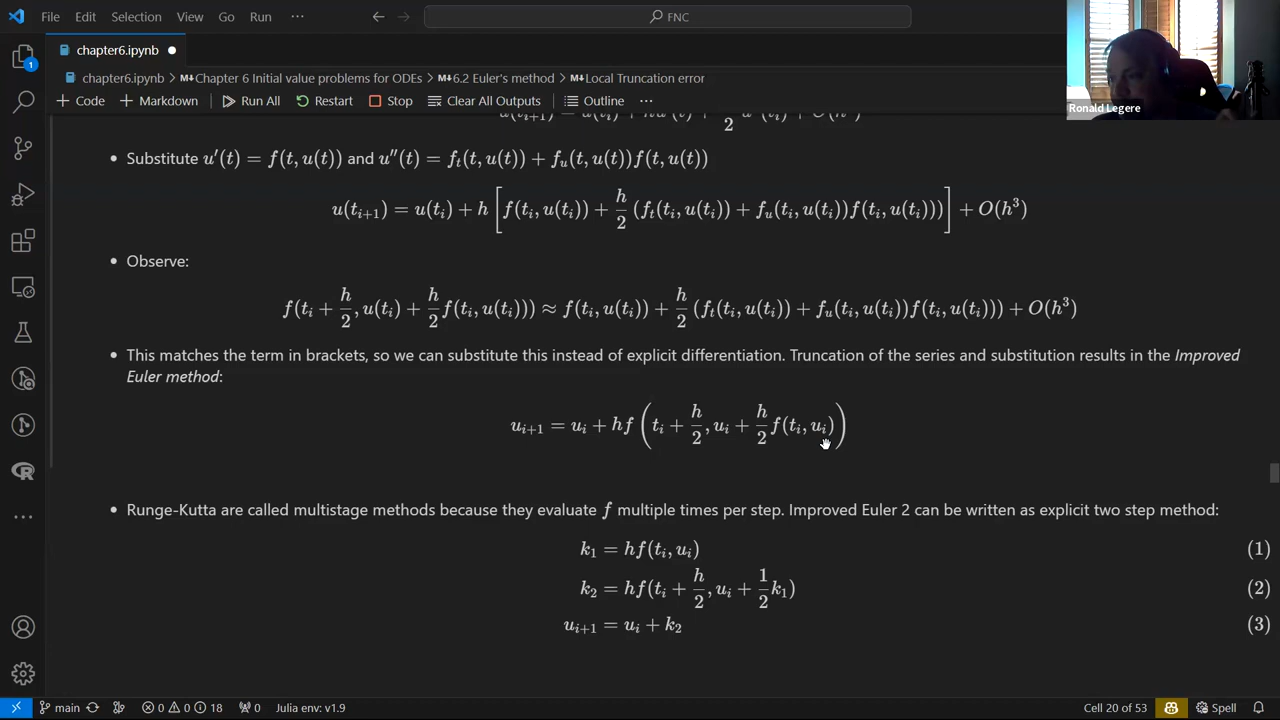 File Edit Selection View Go Run ··· FNC
chapter6.ipynb
chapter6.ipynb > M↓Chapter 6 Initial value problems for ODEs > M↓6.2 Euler's method > M↓Local Truncation error
+ Code + Markdown Run All Restart Stop Clear All Outputs Outline ···
Ronald Legere
1
• Substitute u′(t) = f(t, u(t)) and u″(t) = f_t(t, u(t)) + f_u(t, u(t))f(t, u(t))
u(t_{i+1}) = u(t_i) + h [f(t_i, u(t_i)) + h/2 (f_t(t_i, u(t_i)) + f_u(t_i, u(t_i))f(t_i, u(t_i)))] + O(h³)
• Observe:
f(t_i + h/2, u(t_i) + h/2 f(t_i, u(t_i))) ≈ f(t_i, u(t_i)) + h/2 (f_t(t_i, u(t_i)) + f_u(t_i, u(t_i))f(t_i, u(t_i))) + O(h³)
• This matches the term in brackets, so we can substitute this instead of explicit differentiation. Truncation of the series and substitution results in the Improved
Euler method:
u_{i+1} = u_i + hf (t_i + h/2, u_i + h/2 f(t_i, u_i))
• Runge-Kutta are called multistage methods because they evaluate f multiple times per step. Improved Euler 2 can be written as explicit two step method:
k₁ = hf(t_i, u_i) (1)
k₂ = hf(t_i + h/2, u_i + 1/2 k₁) (2)
u_{i+1} = u_i + k₂ (3)
main 0 0 18 0 Julia env: v1.9 Cell 20 of 53 Spell